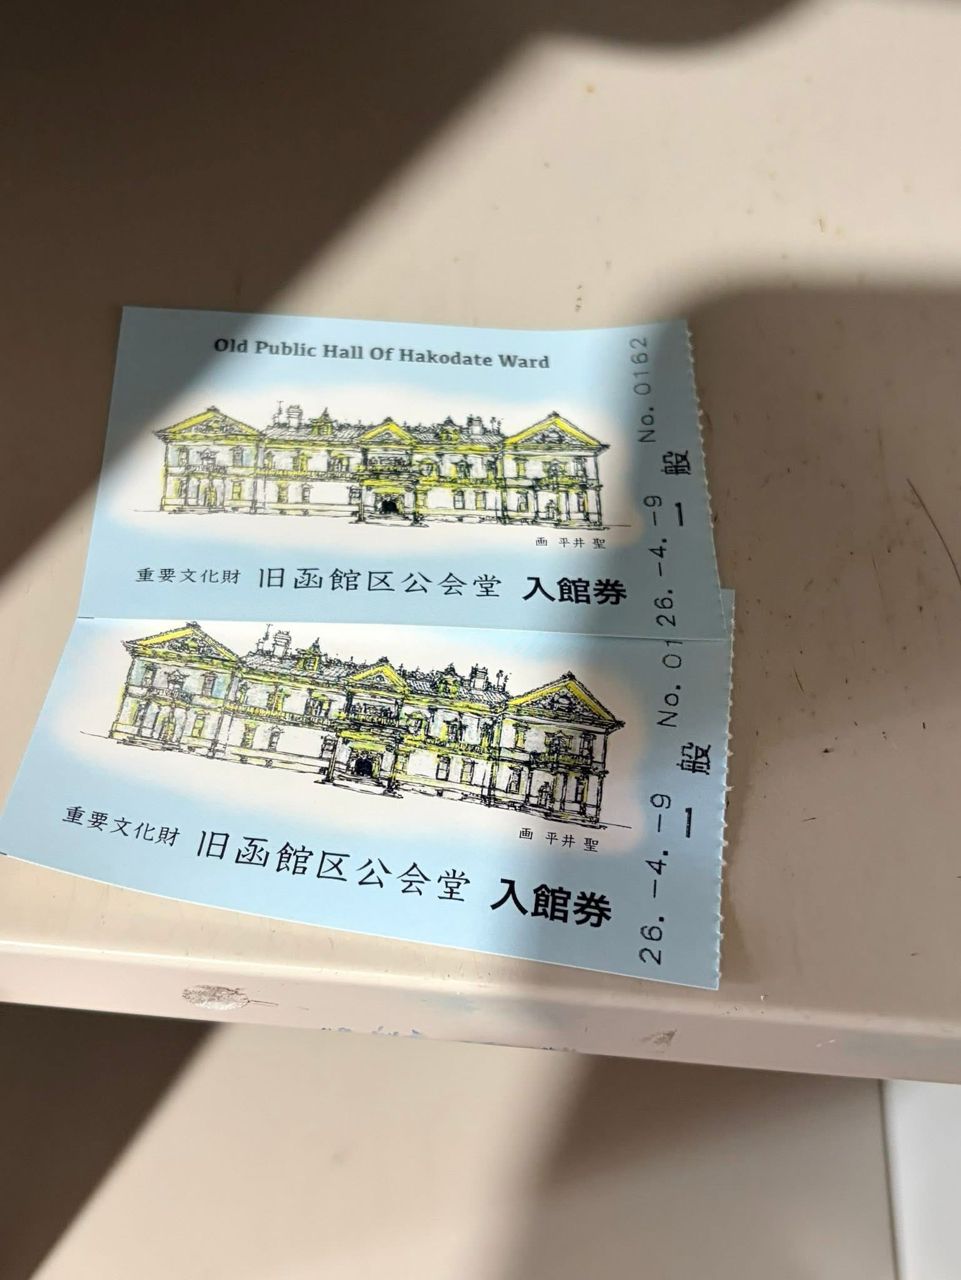 Old Public Hall Of Hakodate Ward
画 平井 聖
重要文化財 旧函館区公会堂 入館券
一般
26.-4.-9 No. 0162
画 平井 聖
重要文化財 旧函館区公会堂 入館券
一般
26.-4.-9 No. 01